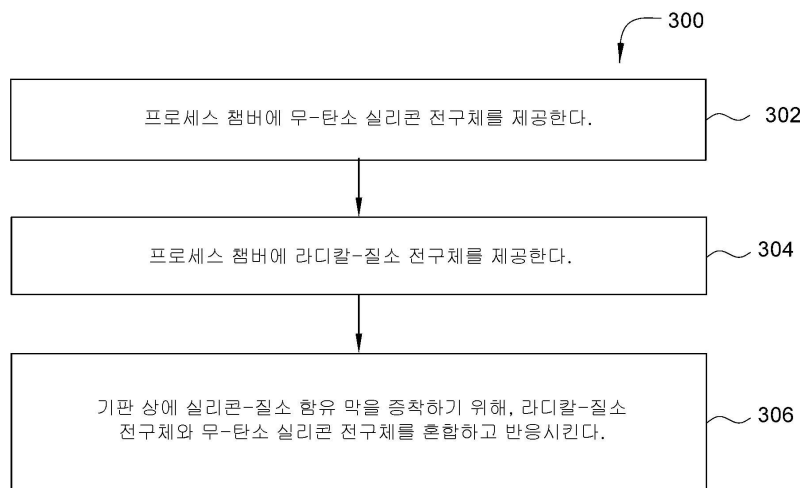 300
프로세스 챔버에 무-탄소 실리콘 전구체를 제공한다.
302
프로세스 챔버에 라디칼-질소 전구체를 제공한다.
304
기판 상에 실리콘-질소 함유 막을 증착하기 위해, 라디칼-질소
전구체와 무-탄소 실리콘 전구체를 혼합하고 반응시킨다.
306